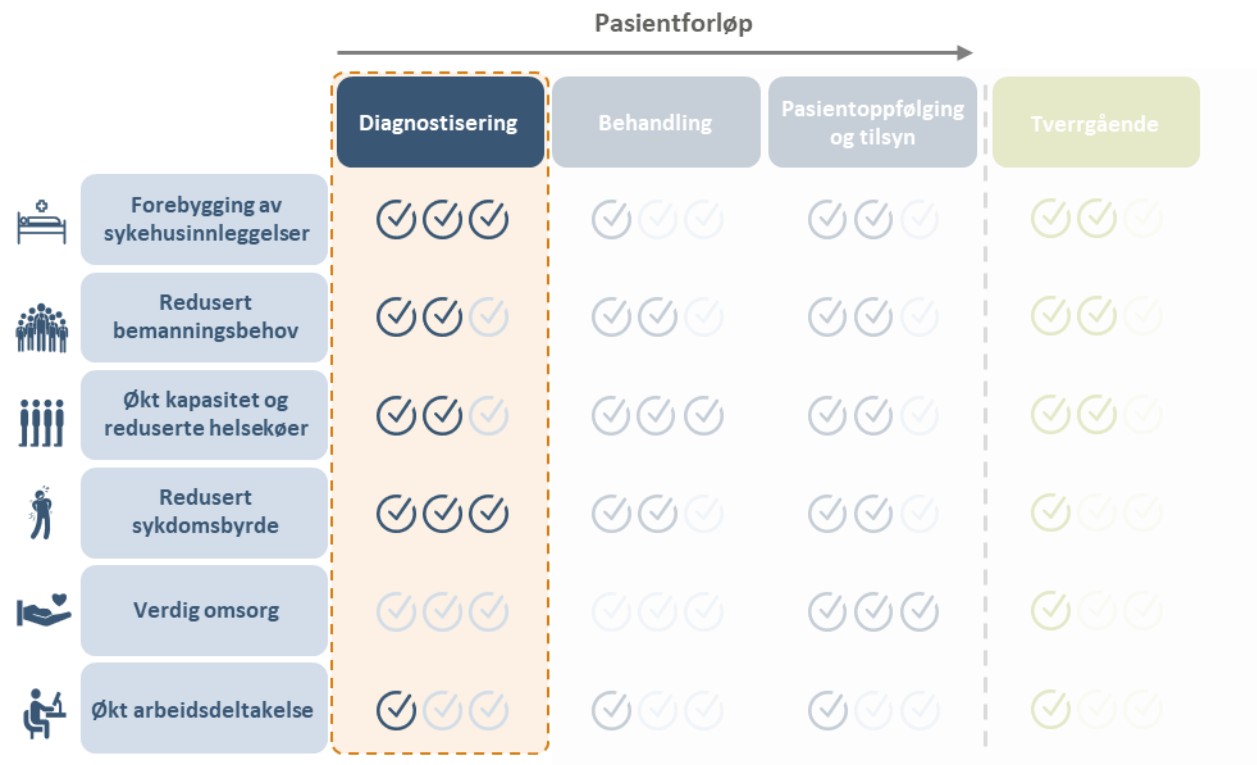 Pasientforløp
Diagnostisering
Behandling
Pasientoppfølging
og tilsyn
Tverrgående
Forebygging av
sykehusinnleggelser
Redusert
bemanningsbehov
Økt kapasitet og
reduserte helsekøer
Redusert
sykdomsbyrde
Verdig omsorg
Økt arbeidsdeltakelse